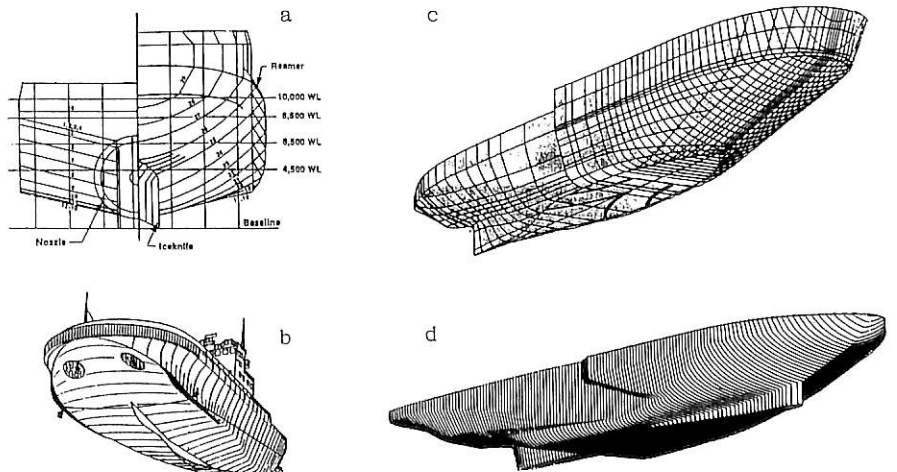 a
Reamer
10,000 WL
8,500 WL
6,500 WL
4,500 WL
Baseline
Nozzle
Iceknife
b
c
d